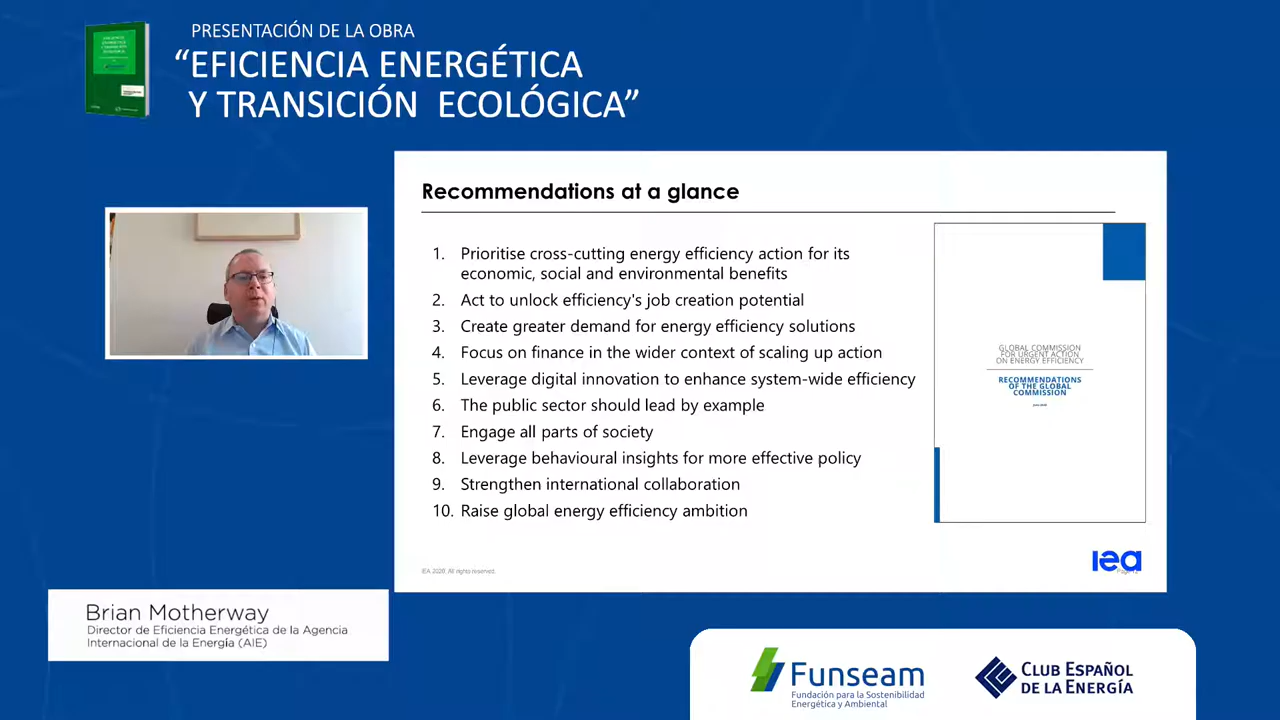 PRESENTACIÓN DE LA OBRA
“EFICIENCIA ENERGÉTICA
Y TRANSICIÓN ECOLÓGICA”
Recommendations at a glance
1. Prioritise cross-cutting energy efficiency action for its
economic, social and environmental benefits
2. Act to unlock efficiency's job creation potential
3. Create greater demand for energy efficiency solutions
4. Focus on finance in the wider context of scaling up action
5. Leverage digital innovation to enhance system-wide efficiency
6. The public sector should lead by example
7. Engage all parts of society
8. Leverage behavioural insights for more effective policy
9. Strengthen international collaboration
10. Raise global energy efficiency ambition
GLOBAL COMMISSION
FOR URGENT ACTION
ON ENERGY EFFICIENCY
RECOMMENDATIONS
OF THE GLOBAL
COMMISSION
IEA 2020. All rights reserved.
iea
Brian Motherway
Director de Eficiencia Energética de la Agencia
Internacional de la Energía (AIE)
Funseam
Fundación para la Sostenibilidad
Energética y Ambiental
CLUB ESPAÑOL
DE LA ENERGÍA